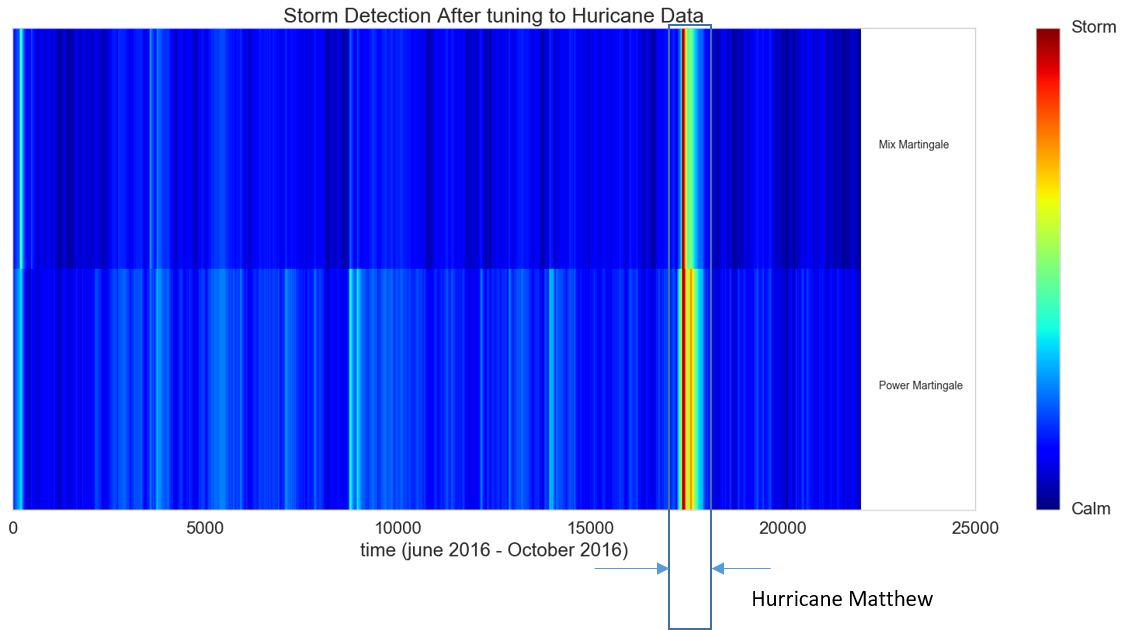 Storm Detection After tuning to Huricane Data
Storm
Mix Martingale
Power Martingale
Calm
0 5000 10000 15000 20000 25000
time (june 2016 - October 2016)
Hurricane Matthew